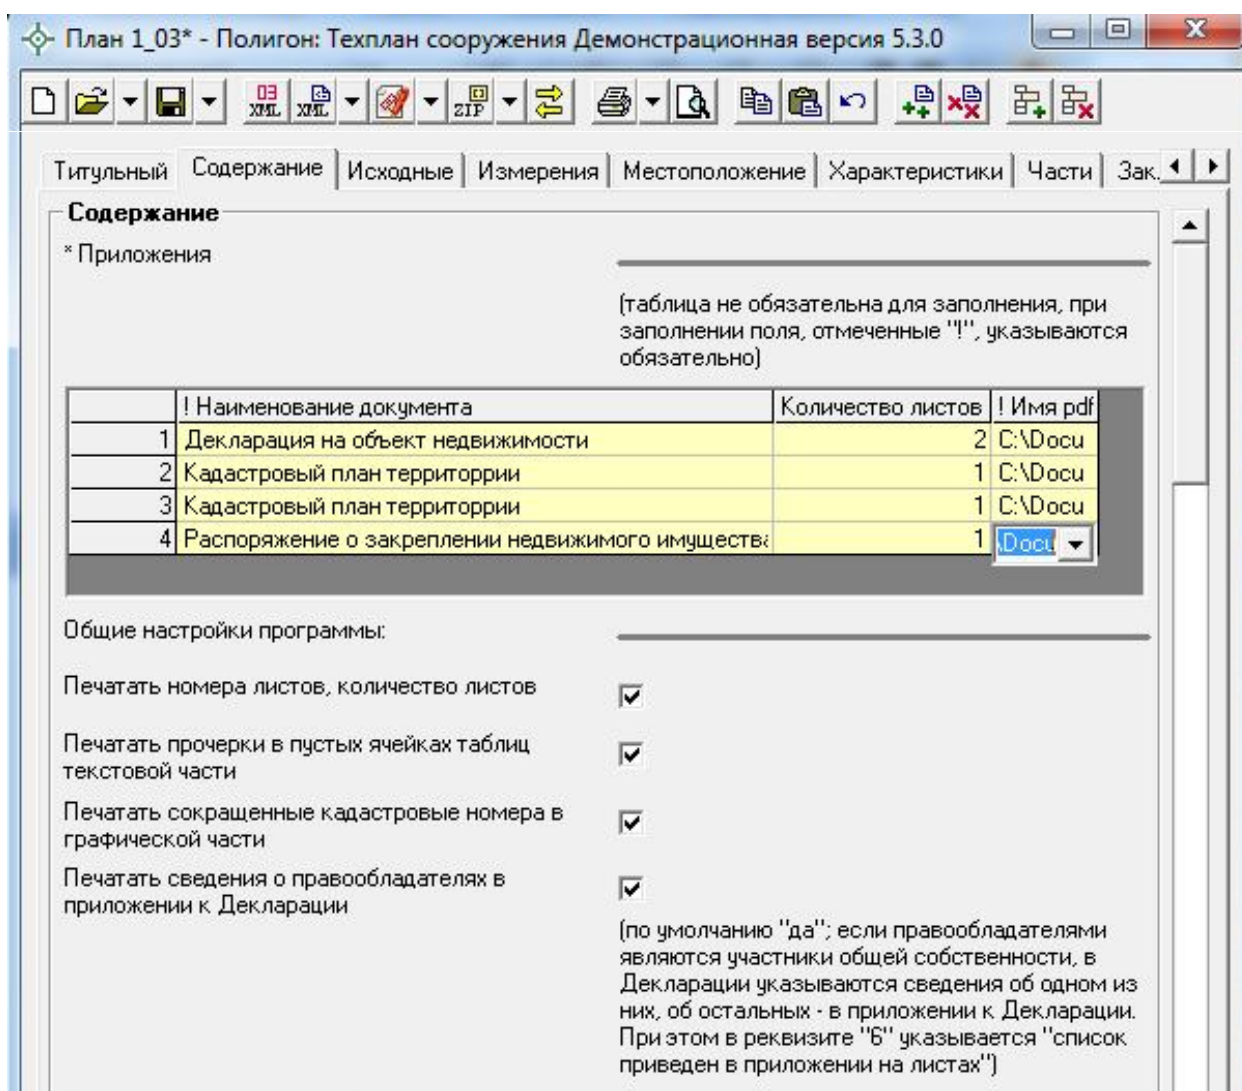 План 1_03* - Полигон: Техплан сооружения Демонстрационная версия 5.3.0
03 XML XML ZIP
Титульный Содержание Исходные Измерения Местоположение Характеристики Части Зак.
Содержание
* Приложения
(таблица не обязательна для заполнения, при
заполнении поля, отмеченные "!", указываются
обязательно)
! Наименование документа Количество листов ! Имя pdf
1 Декларация на объект недвижимости 2 C:\Docu
2 Кадастровый план территоррии 1 C:\Docu
3 Кадастровый план территоррии 1 C:\Docu
4 Распоряжение о закреплении недвижимого имущества 1 \Docu
Общие настройки программы:
Печатать номера листов, количество листов
Печатать прочерки в пустых ячейках таблиц
текстовой части
Печатать сокращенные кадастровые номера в
графической части
Печатать сведения о правообладателях в
приложении к Декларации
(по умолчанию "да"; если правообладателями
являются участники общей собственности, в
Декларации указываются сведения об одном из
них, об остальных - в приложении к Декларации.
При этом в реквизите "6" указывается "список
приведен в приложении на листах")